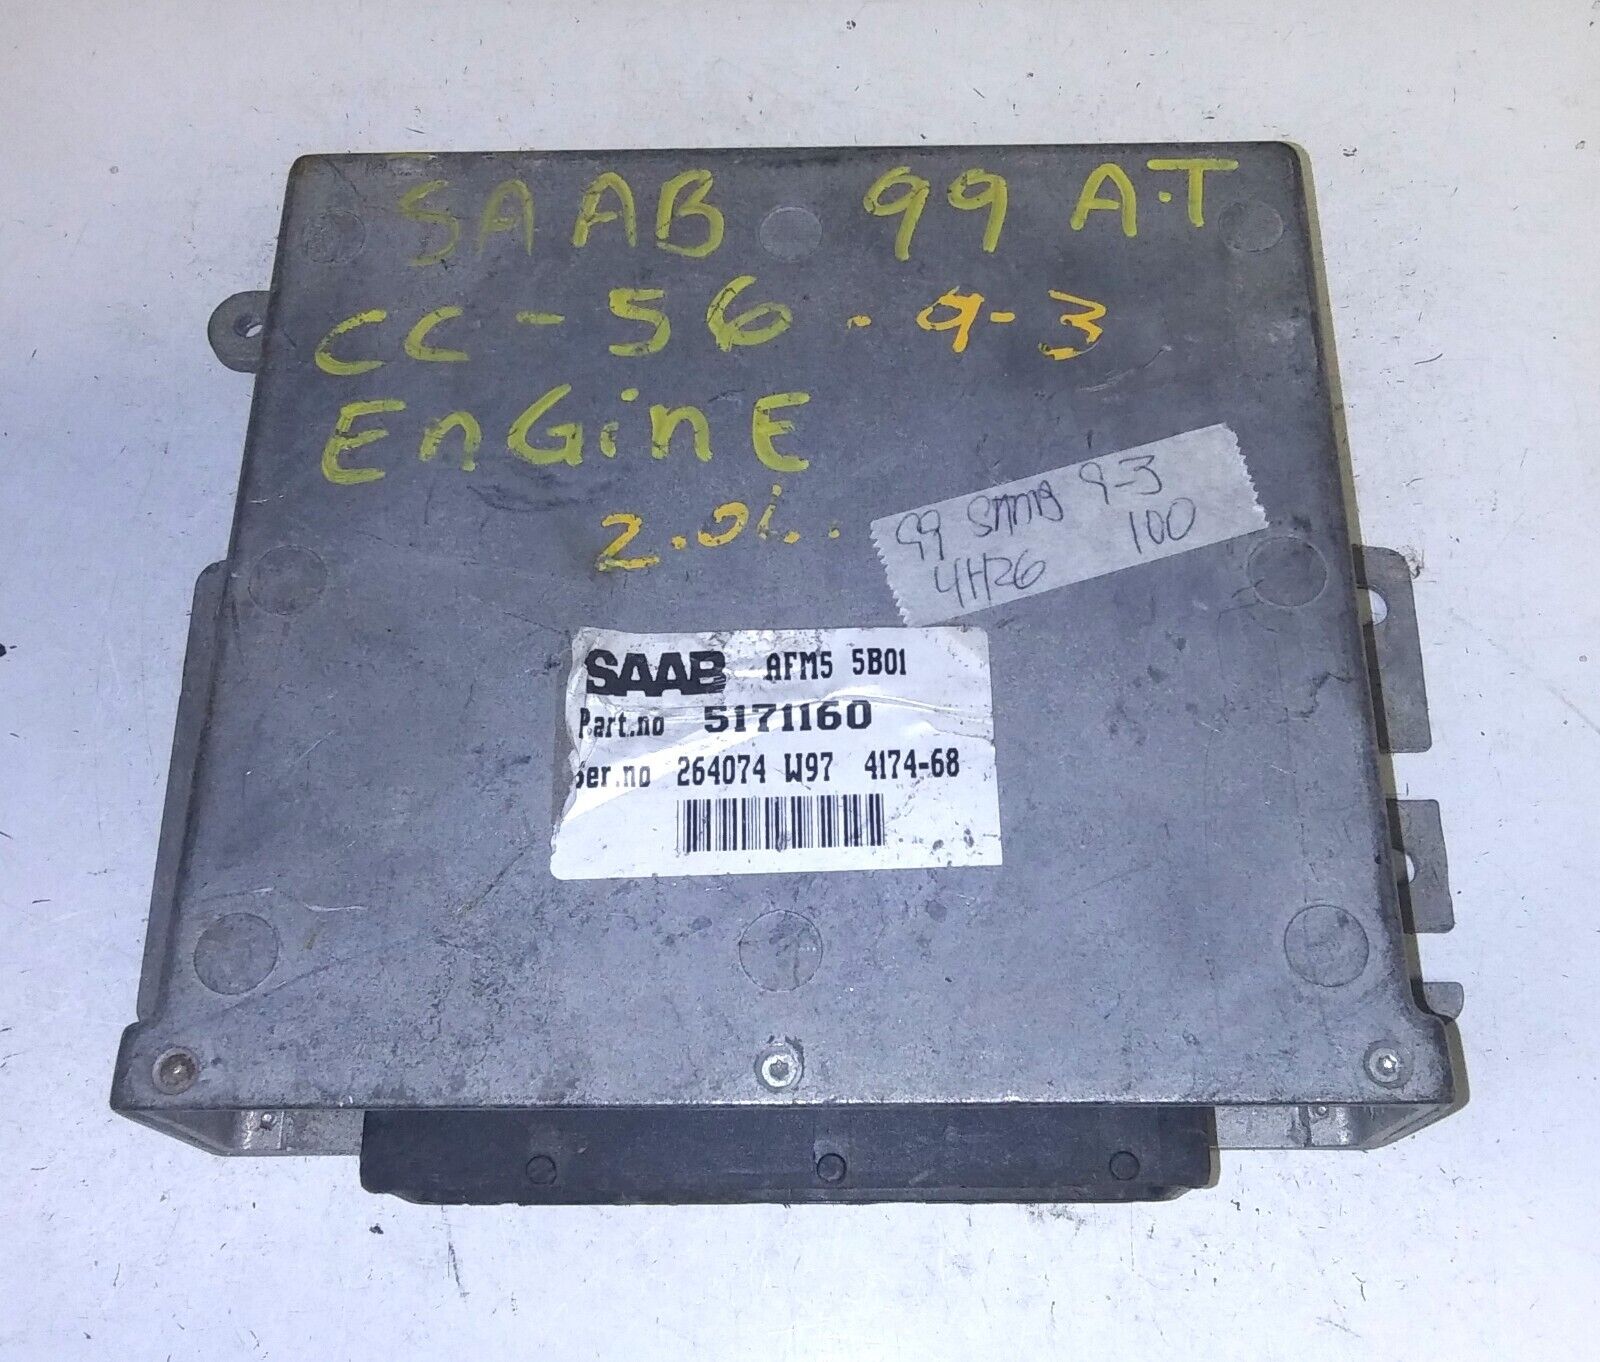 SAAB 99 A.T
CC-56 . 9-3
EnGinE
2.0i..
99 SAAB 9-3
4H26 100
SAAB AFM5 5B01
Part.no 5171160
Ser.no 264074 W97 4174-68